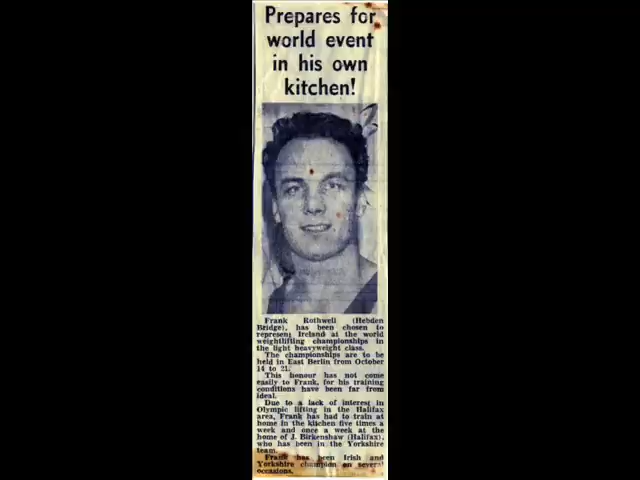 Prepares for
world event
in his own
kitchen!
Frank Rothwell (Hebden
Bridge), has been chosen to
represent Ireland at the world
weightlifting championships in
the light heavyweight class.
The championships are to be
held in East Berlin from October
14 to 21.
This honour has not come
easily to Frank, for his training
conditions have been far from
ideal.
Due to a lack of interest in
Olympic lifting in the Halifax
area, Frank has had to train at
home in the kitchen five times a
week and once a week at the
home of J. Birkenshaw (Halifax),
who has been in the Yorkshire
team.
Frank has been Irish and
Yorkshire champion on several
occasions.